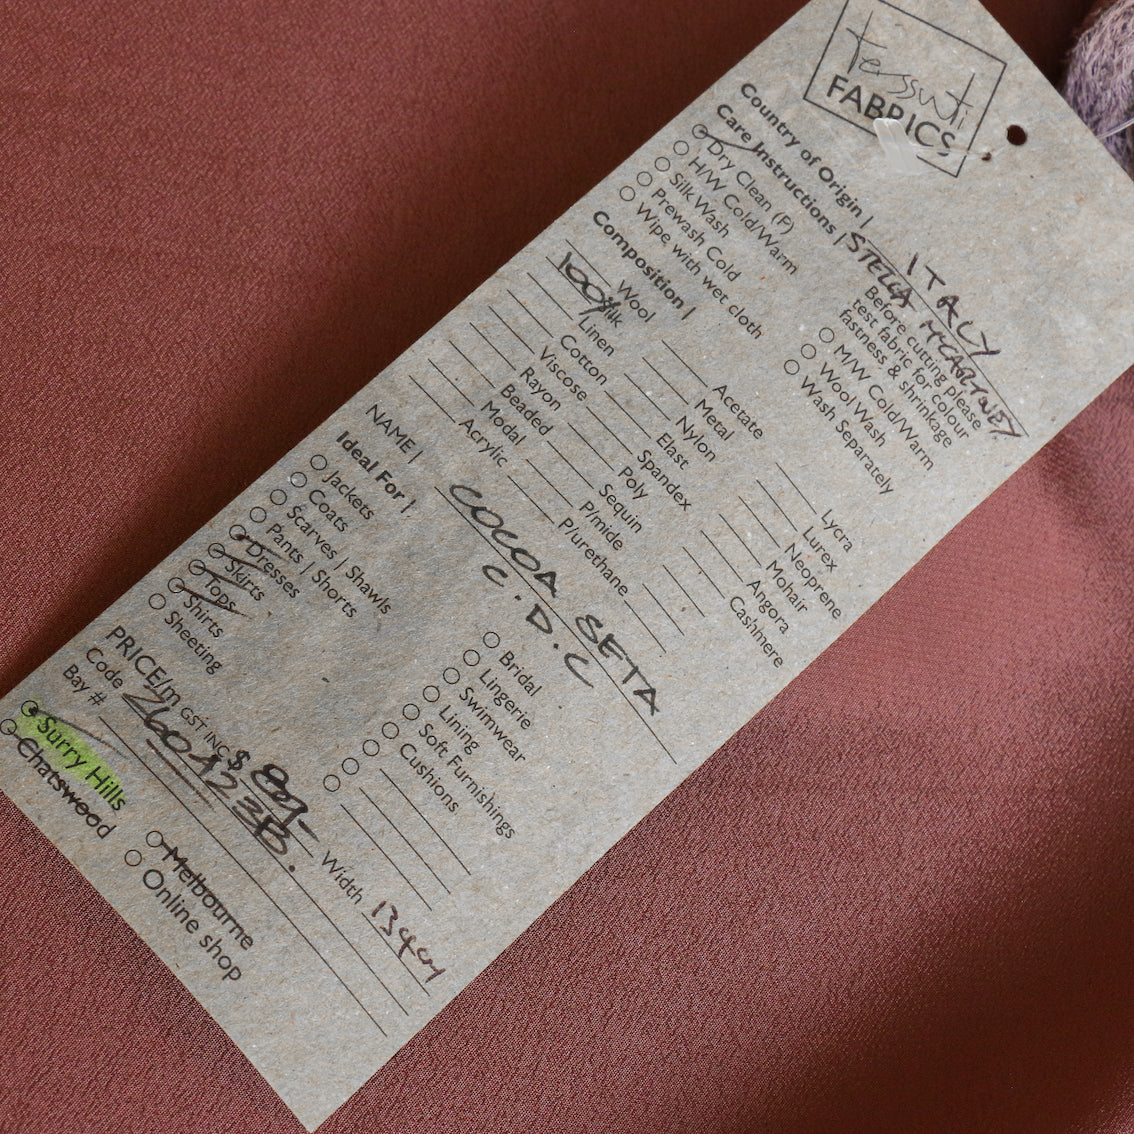 tessuti
FABRICS
Country of Origin | ITALY
Care Instructions | STELLA McCARTNEY
Dry Clean (P)
H/W Cold/Warm
Silk Wash
Prewash Cold
Wipe with wet cloth
Before cutting please
test fabric for colour
fastness & shrinkage
M/W Cold/Warm
Wool Wash
Wash Separately
Composition |
Wool
100% Silk
Linen
Cotton
Viscose
Rayon
Beaded
Modal
Acrylic
Acetate
Metal
Nylon
Elast
Spandex
Poly
Sequin
P/mide
P/urethane
Lycra
Lurex
Neoprene
Mohair
Angora
Cashmere
NAME | COCOA SETA
C.D.C
Ideal For |
Jackets
Coats
Scarves | Shawls
Pants | Shorts
Dresses
Skirts
Tops
Shirts
Sheeting
Bridal
Lingerie
Swimwear
Lining
Soft Furnishings
Cushions
PRICE/m GST INC $ 89/- Width 134cm
Code 260423B.
Bay #
Surry Hills
Chatswood
Melbourne
Online shop